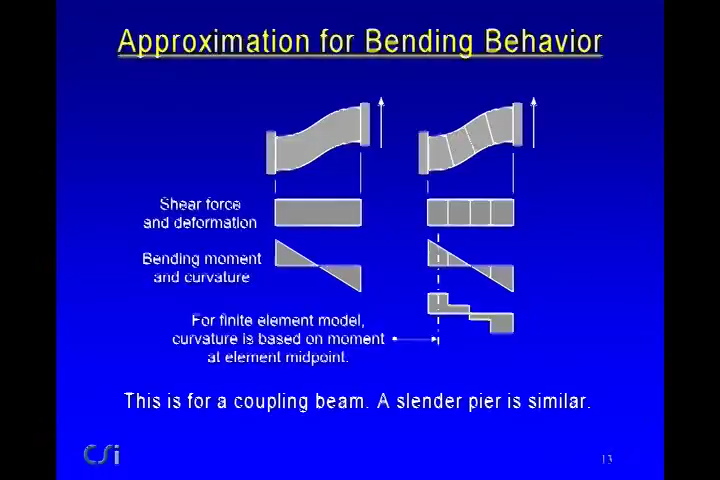 Approximation for Bending Behavior
Shear force
and deformation
Bending moment
and curvature
For finite element model,
curvature is based on moment
at element midpoint.
This is for a coupling beam. A slender pier is similar.
CSi
13